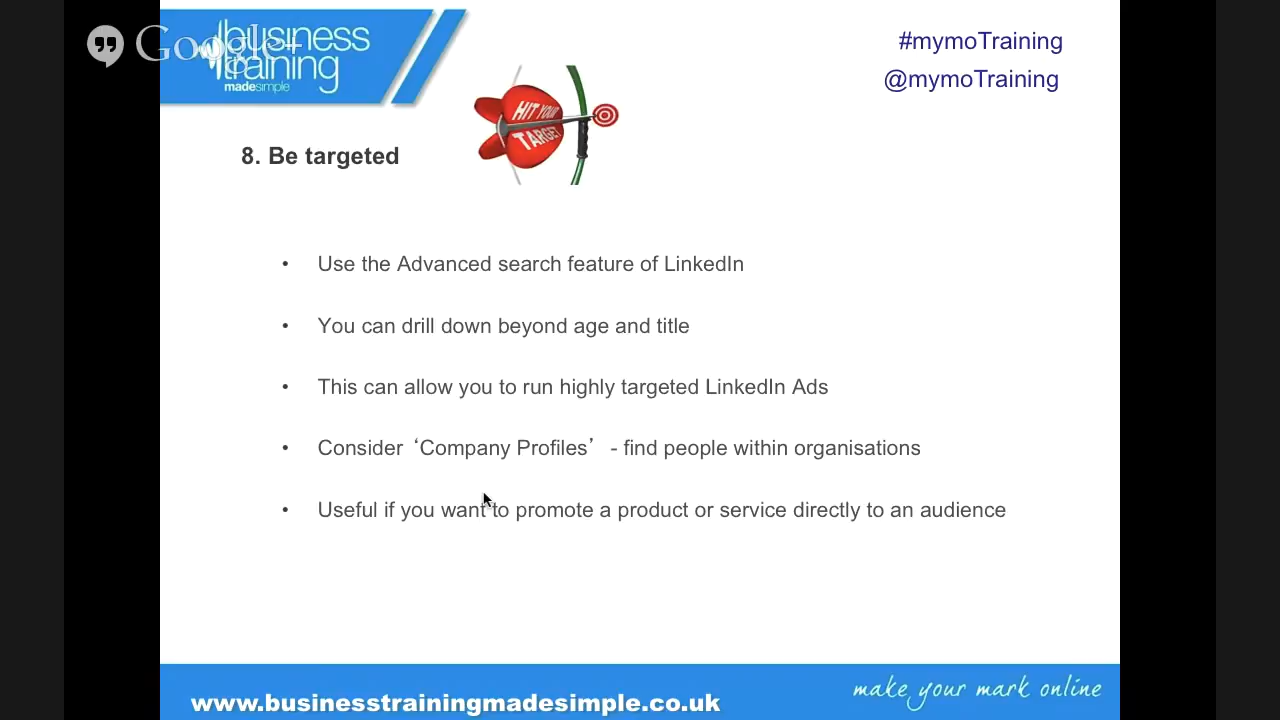 Google+
business
training
madesimple
#mymoTraining
@mymoTraining
HIT YOUR
TARGET
8. Be targeted
• Use the Advanced search feature of LinkedIn
• You can drill down beyond age and title
• This can allow you to run highly targeted LinkedIn Ads
• Consider ‘Company Profiles’ - find people within organisations
• Useful if you want to promote a product or service directly to an audience
www.businesstrainingmadesimple.co.uk
make your mark online